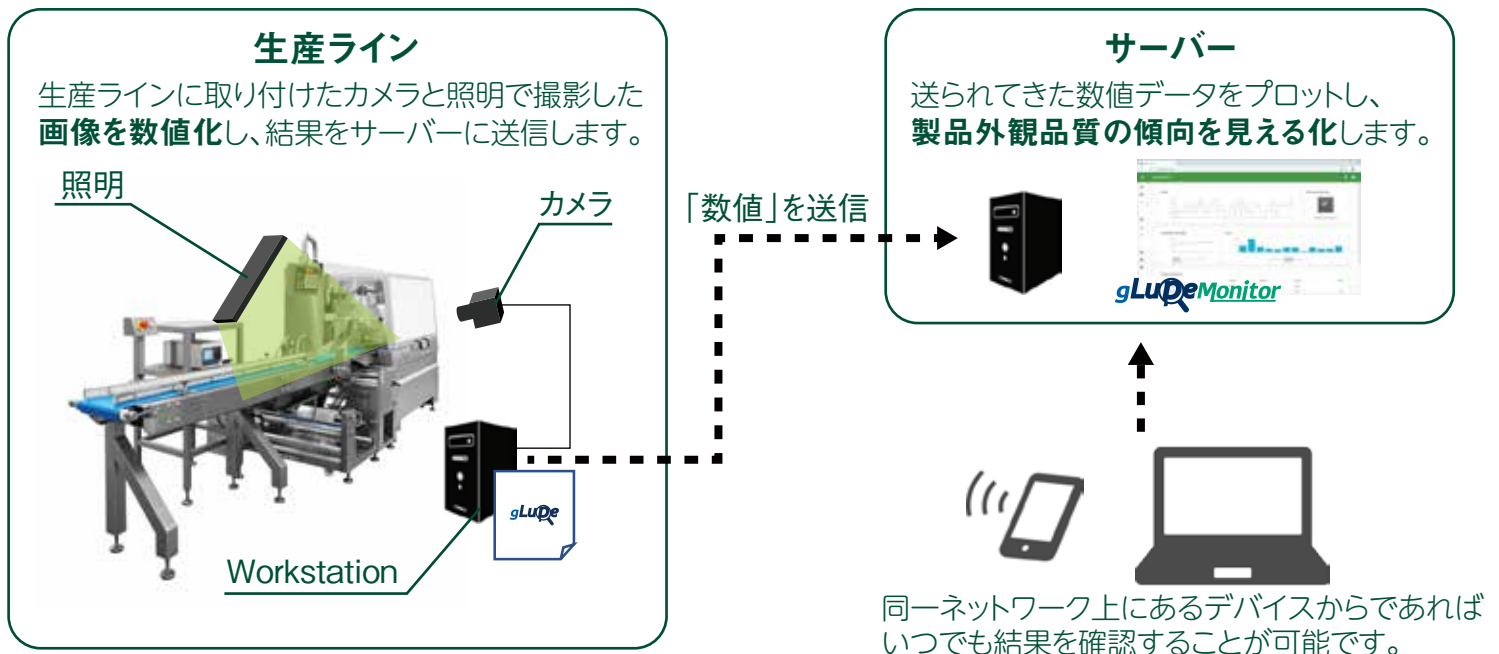 生産ライン
生産ラインに取り付けたカメラと照明で撮影した
画像を数値化し、結果をサーバーに送信します。
照明
カメラ
gLupe
Workstation
「数値」を送信
サーバー
送られてきた数値データをプロットし、
製品外観品質の傾向を見える化します。
gLupeMonitor
同一ネットワーク上にあるデバイスからであれば
いつでも結果を確認することが可能です。